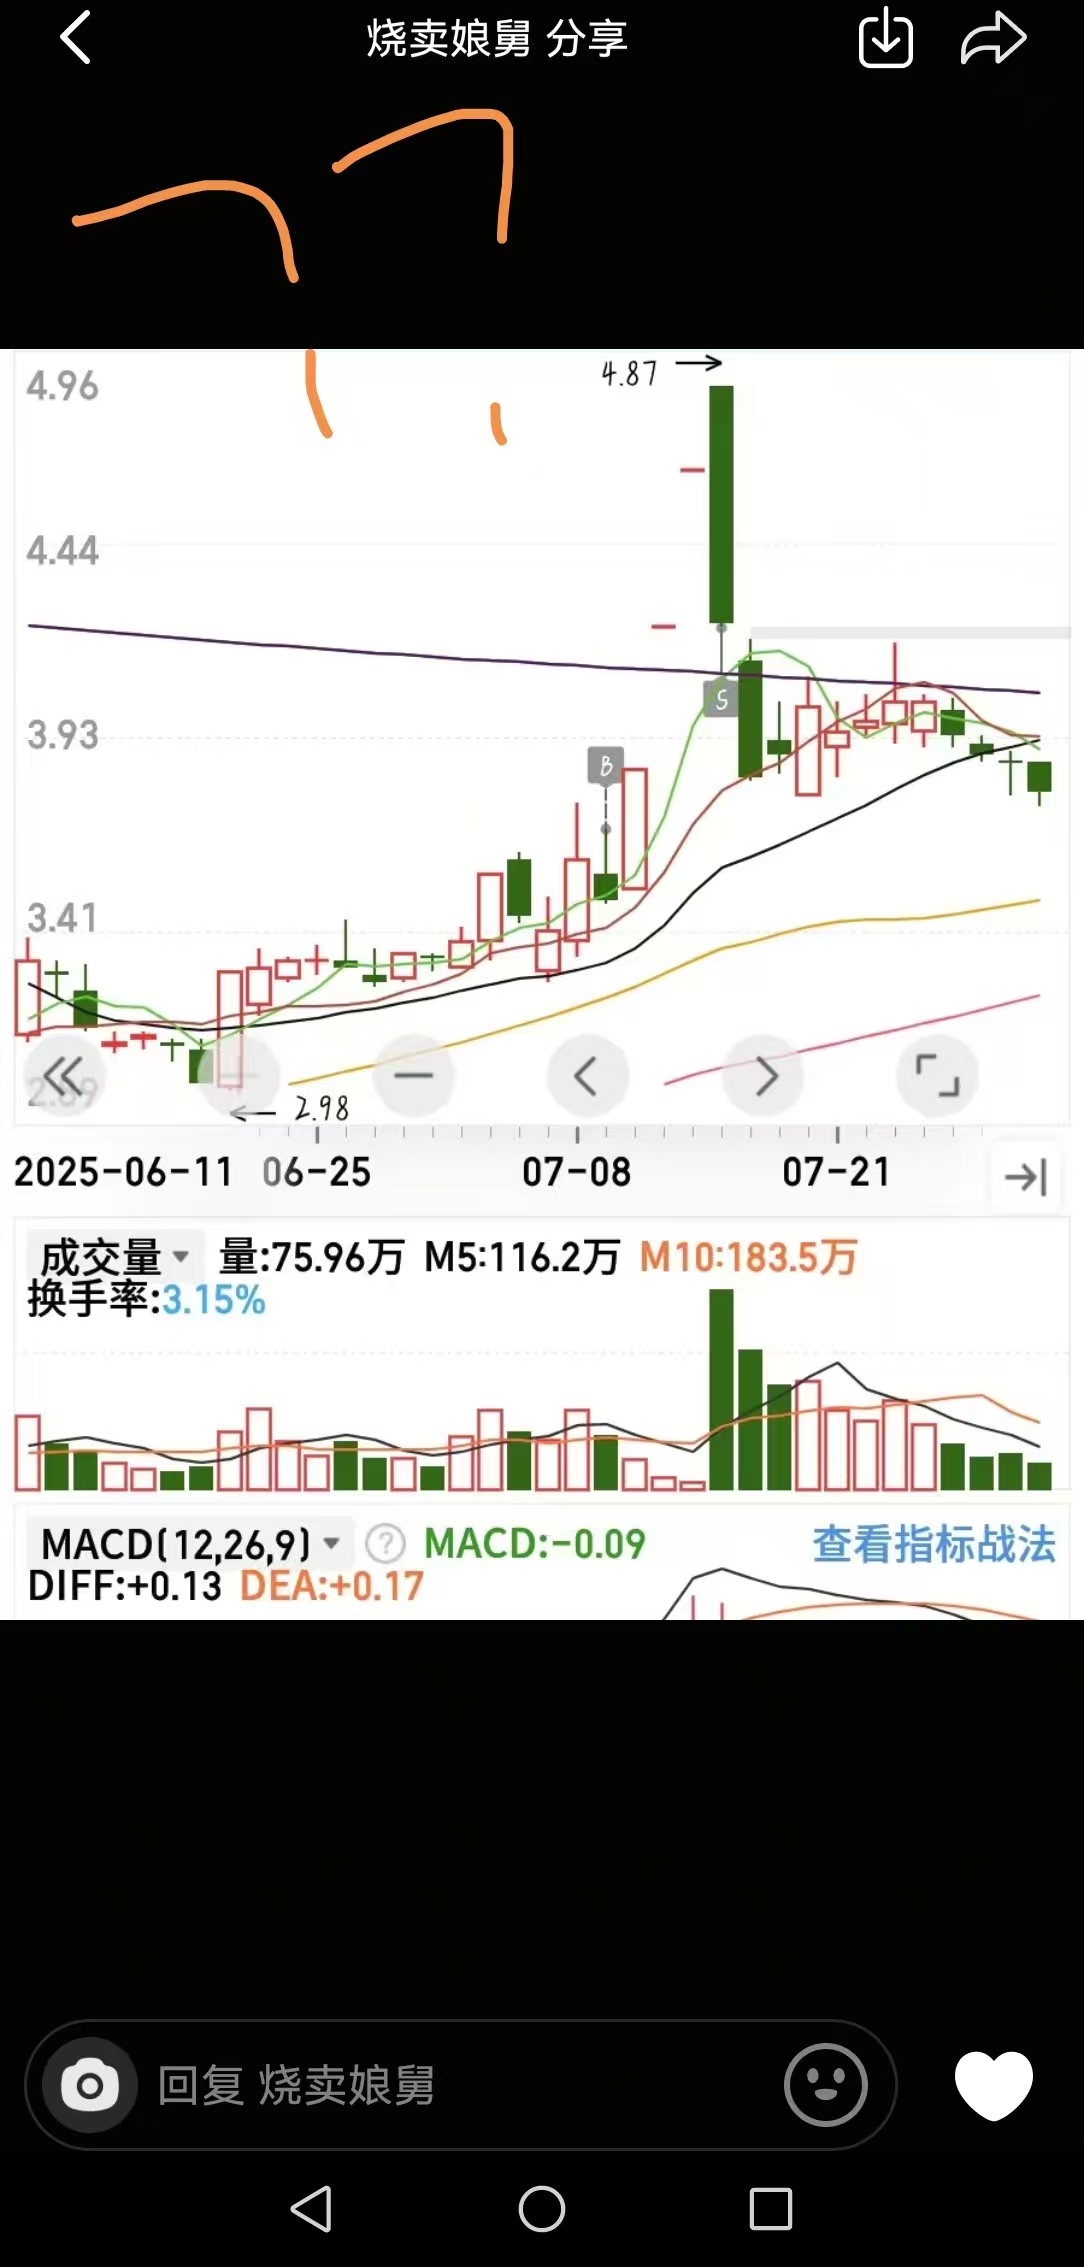 烧卖娘舅 分享
??
4.96
4.87
4.44
S
3.93
B
3.41
2.98
2025-06-11 06-25 07-08 07-21
成交量 量:75.96万 M5:116.2万 M10:183.5万
换手率:3.15%
MACD(12,26,9) ? MACD:-0.09 查看指标战法
DIFF:+0.13 DEA:+0.17
回复 烧卖娘舅